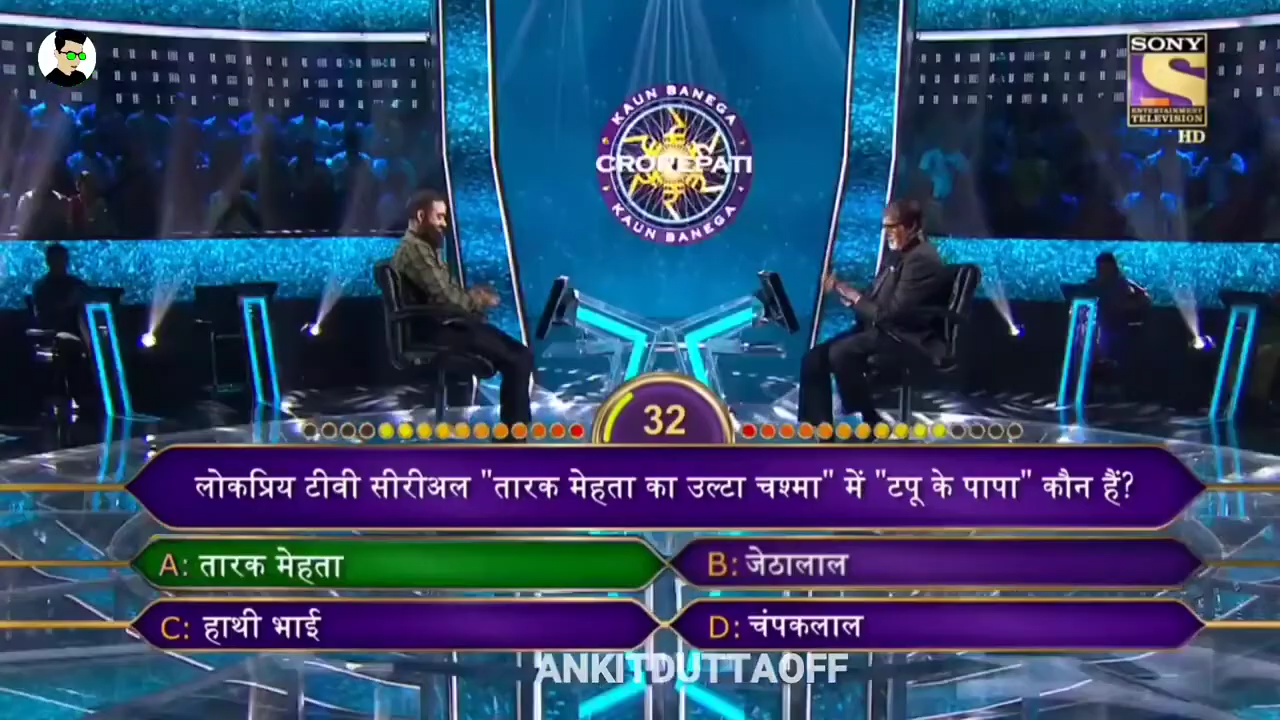 SONY
ENTERTAINMENT
TELEVISION
HD
KAUN BANEGA
CROREPATI
KAUN BANEGA
32
लोकप्रिय टीवी सीरीअल "तारक मेहता का उल्टा चश्मा" में "टपू के पापा" कौन हैं?
A: तारक मेहता
B: जेठालाल
C: हाथी भाई
D: चंपकलाल
ANKITDUTTAOFF